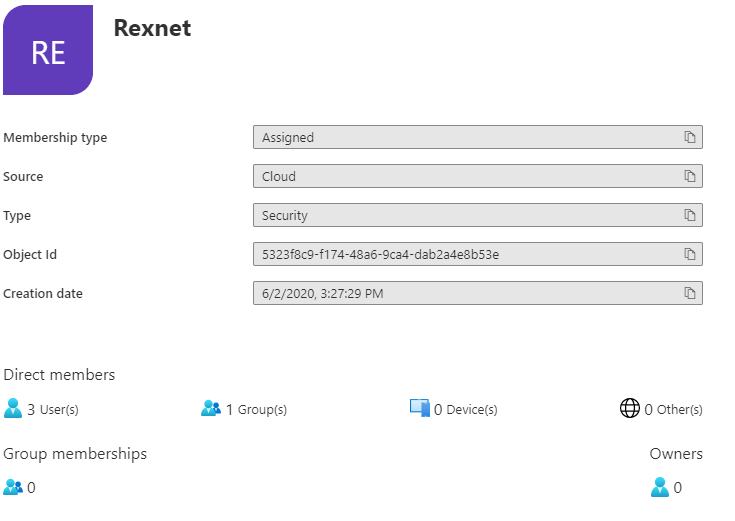 RE
Rexnet
Membership type Assigned
Source Cloud
Type Security
Object Id 5323f8c9-f174-48a6-9ca4-dab2a4e8b53e
Creation date 6/2/2020, 3:27:29 PM
Direct members
3 User(s) 1 Group(s) 0 Device(s) 0 Other(s)
Group memberships Owners
0 0